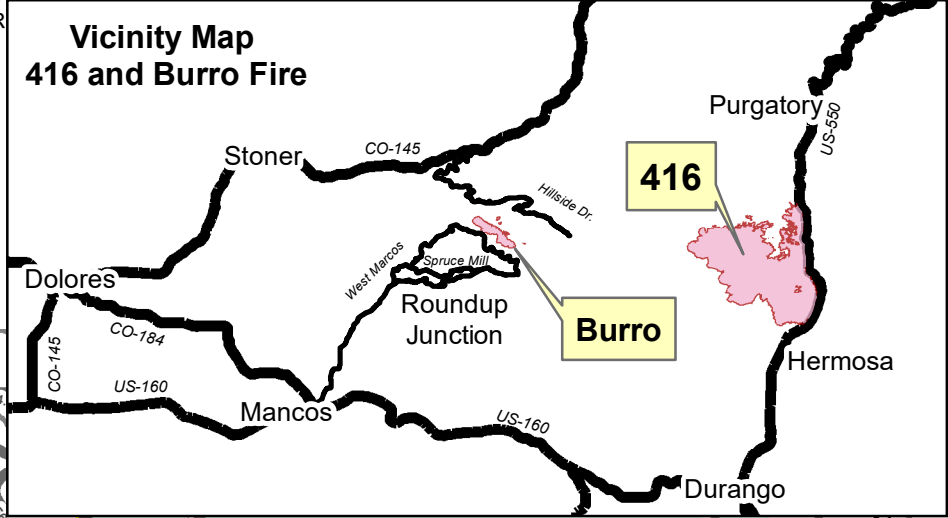 Vicinity Map
416 and Burro Fire
Purgatory
US-550
CO-145
Stoner
416
Hillside Dr.
West Marcos
Spruce Mill
Dolores
Roundup
Junction
Burro
CO-184
CO-145
US-160
Hermosa
Mancos
US-160
Durango